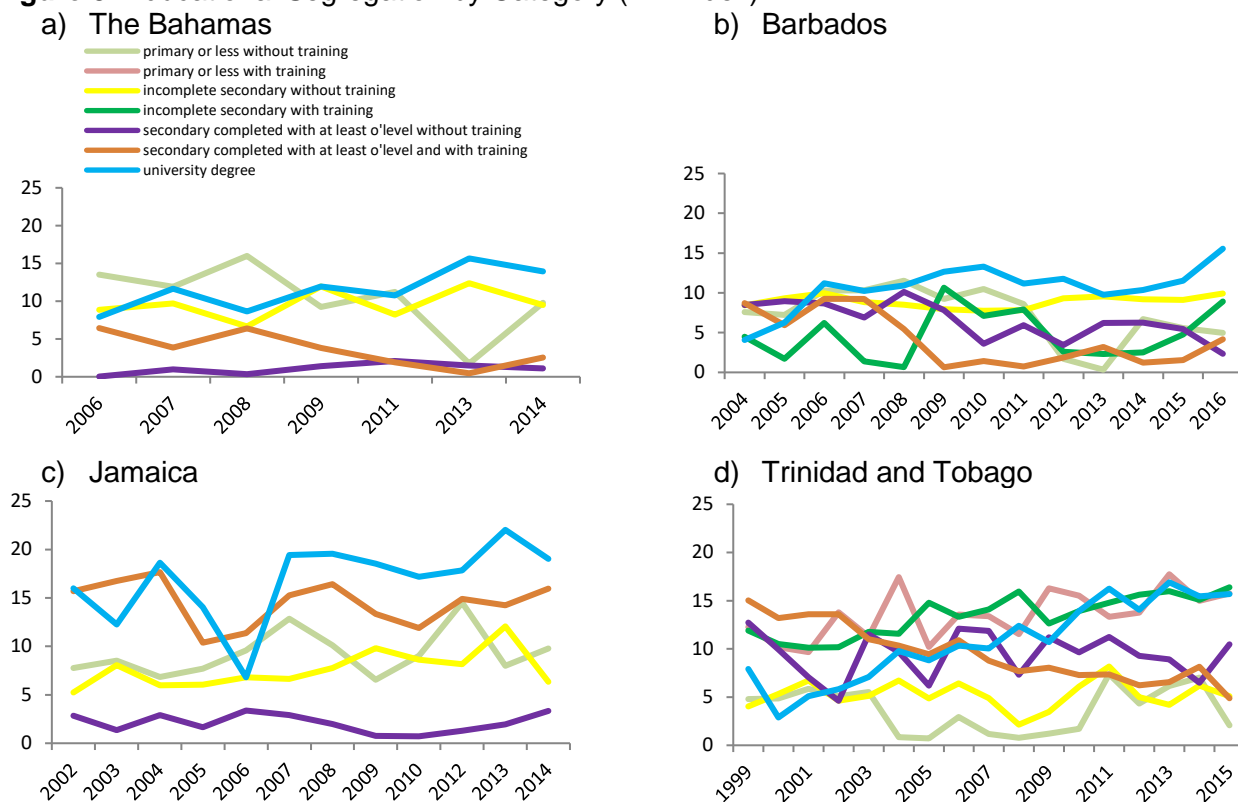 Educational Segregation by Category
a) The Bahamas
primary or less without training
primary or less with training
incomplete secondary without training
incomplete secondary with training
secondary completed with at least o'level without training
secondary completed with at least o'level and with training
university degree
25
20
15
10
5
0
2006 2007 2008 2009 2011 2013 2014
b) Barbados
25
20
15
10
5
0
2004 2005 2006 2007 2008 2009 2010 2011 2012 2013 2014 2015 2016
c) Jamaica
25
20
15
10
5
0
2002 2003 2004 2005 2006 2007 2008 2009 2010 2012 2013 2014
d) Trinidad and Tobago
25
20
15
10
5
0
1999 2001 2003 2005 2007 2009 2011 2013 2015